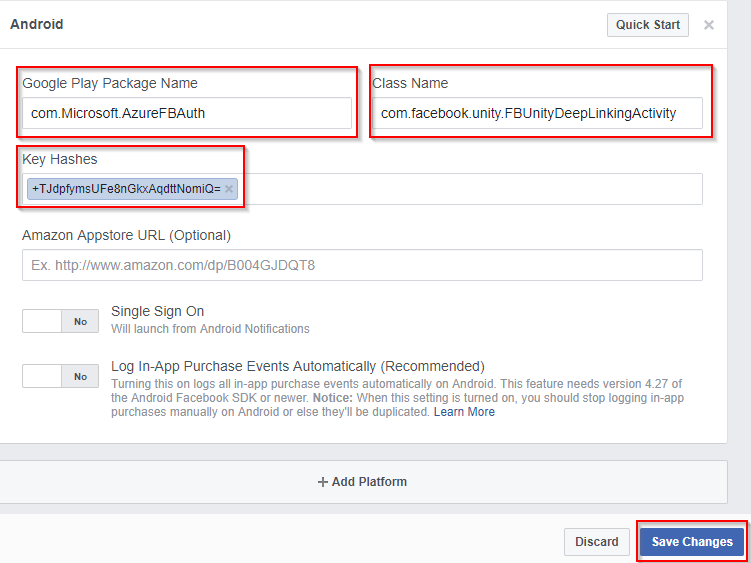 Android
Quick Start
×
Google Play Package Name
Class Name
com.Microsoft.AzureFBAuth
com.facebook.unity.FBUnityDeepLinkingActivity
Key Hashes
+TJdpfymsUFe8nGkxAqdttNomiQ= ×
Amazon Appstore URL (Optional)
Ex. http://www.amazon.com/dp/B004GJDQT8
No
Single Sign On
Will launch from Android Notifications
No
Log In-App Purchase Events Automatically (Recommended)
Turning this on logs all in-app purchase events automatically on Android. This feature needs version 4.27 of
the Android Facebook SDK or newer. Notice: When this setting is turned on, you should stop logging in-app
purchases manually on Android or else they'll be duplicated. Learn More
+ Add Platform
Discard
Save Changes